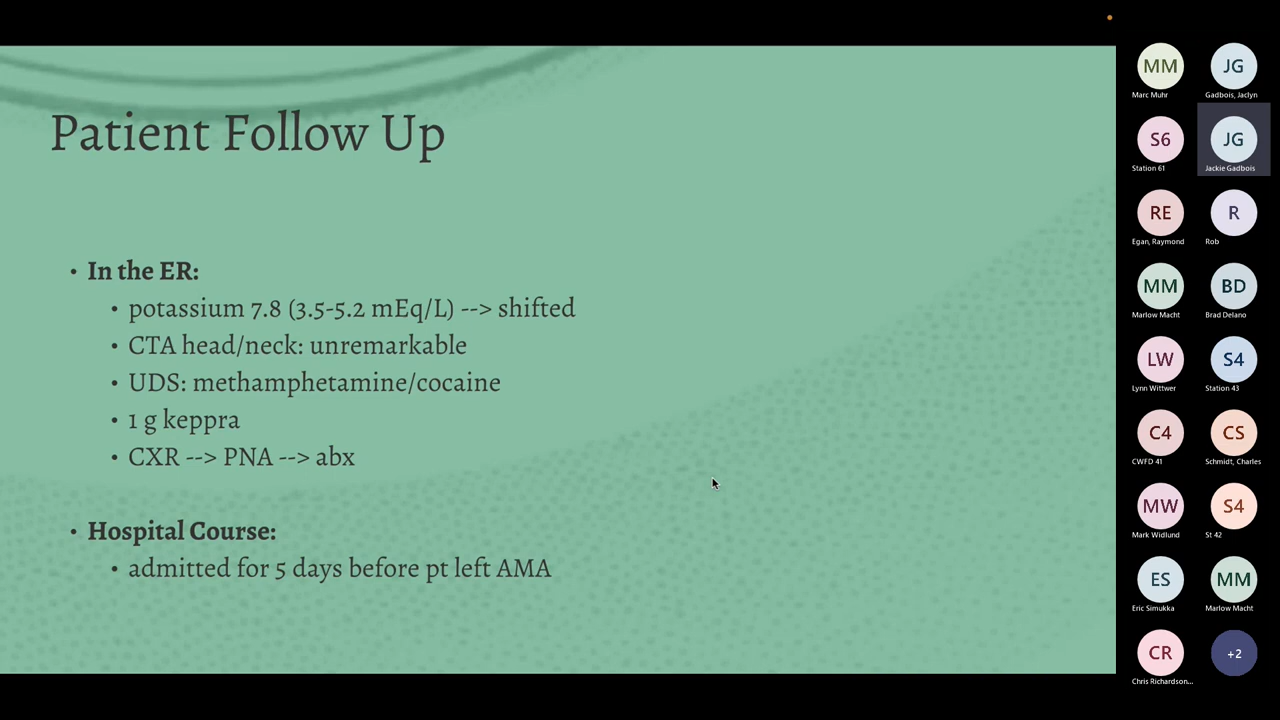 Patient Follow Up
• In the ER:
• potassium 7.8 (3.5-5.2 mEq/L) --> shifted
• CTA head/neck: unremarkable
• UDS: methamphetamine/cocaine
• 1 g keppra
• CXR --> PNA --> abx
• Hospital Course:
• admitted for 5 days before pt left AMA
MM JG
Marc Muhr Gadbois, Jaclyn
S6 JG
Station 61 Jackie Gadbois
RE R
Egan, Raymond Rob
MM BD
Marlow Macht Brad Delano
LW S4
Lynn Wittwer Station 43
C4 CS
CWFD 41 Schmidt, Charles
MW S4
Mark Widlund St 42
ES MM
Eric Simukka Marlow Macht
CR +2
Chris Richardson...